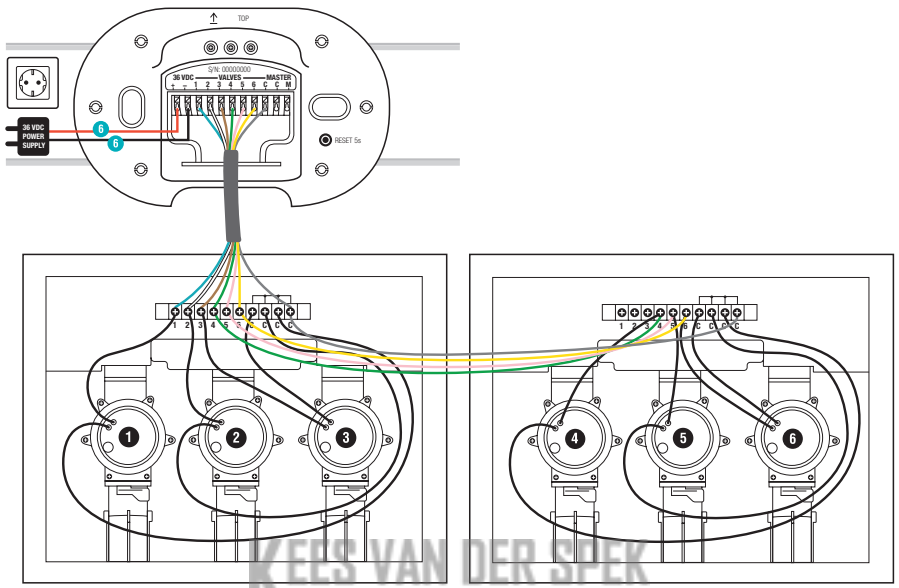 TOP
S/N: 00000000
36 VDC VALVES MASTER
+ - 1 2 3 4 5 6 C C M
36 VDC
POWER
SUPPLY
6
6
RESET 5s
1 2 3 4 5 6 C C C C
1 2 3 4 5 6 C C C C
1 2 3
4 5 6
KEES VAN DER SPEK